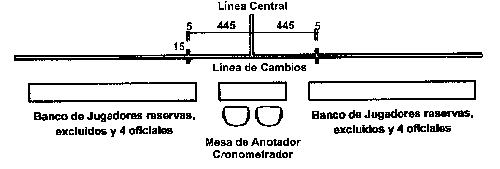 Línea Central
5 445 445 5
15
Línea de Cambios
Banco de Jugadores reservas,
excluidos y 4 oficiales
Mesa de Anotador
Cronometrador
Banco de Jugadores reservas,
excluidos y 4 oficiales